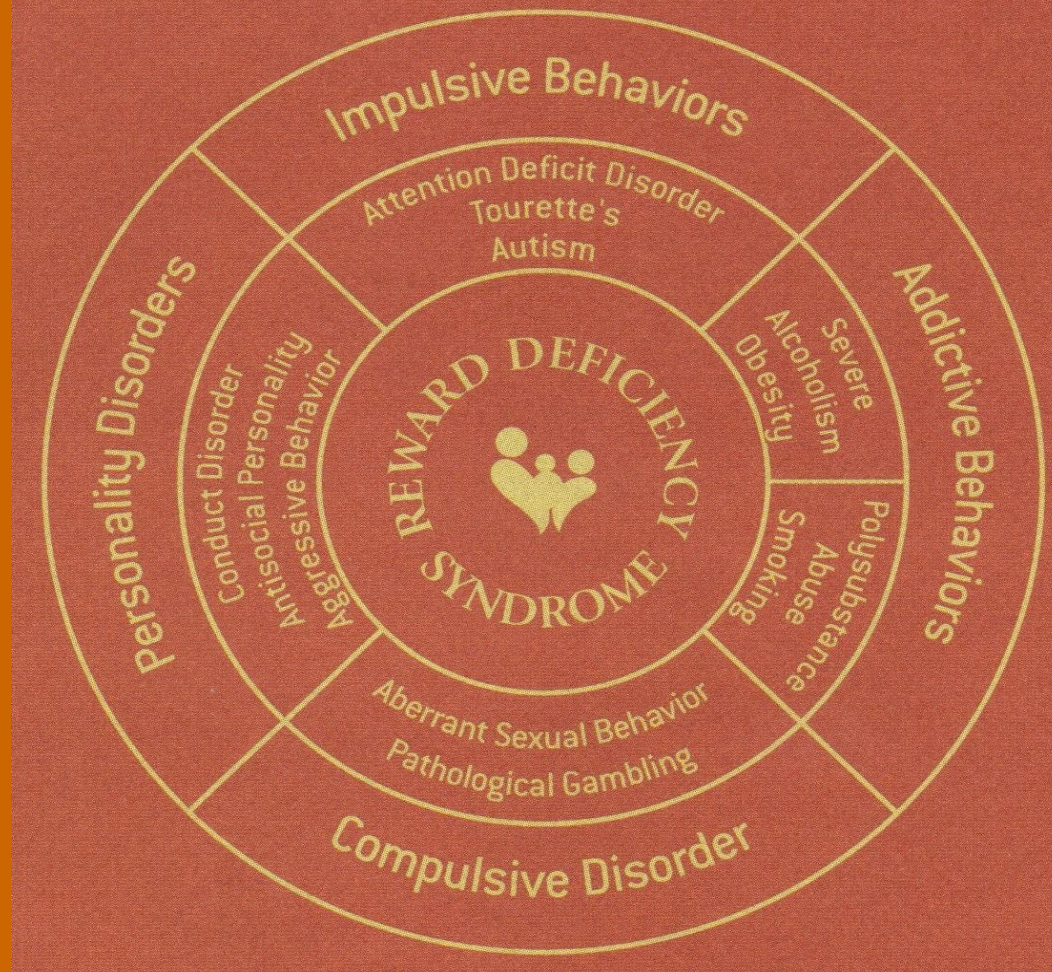 Impulsive Behaviors
Attention Deficit Disorder
Tourette's
Autism
Addictive Behaviors
Severe
Alcoholism
Obesity
Polysubstance
Abuse
Smoking
Compulsive Disorder
Aberrant Sexual Behavior
Pathological Gambling
Personality Disorders
Conduct Disorder
Antisocial Personality
Aggressive Behavior
REWARD DEFICIENCY
SYNDROME